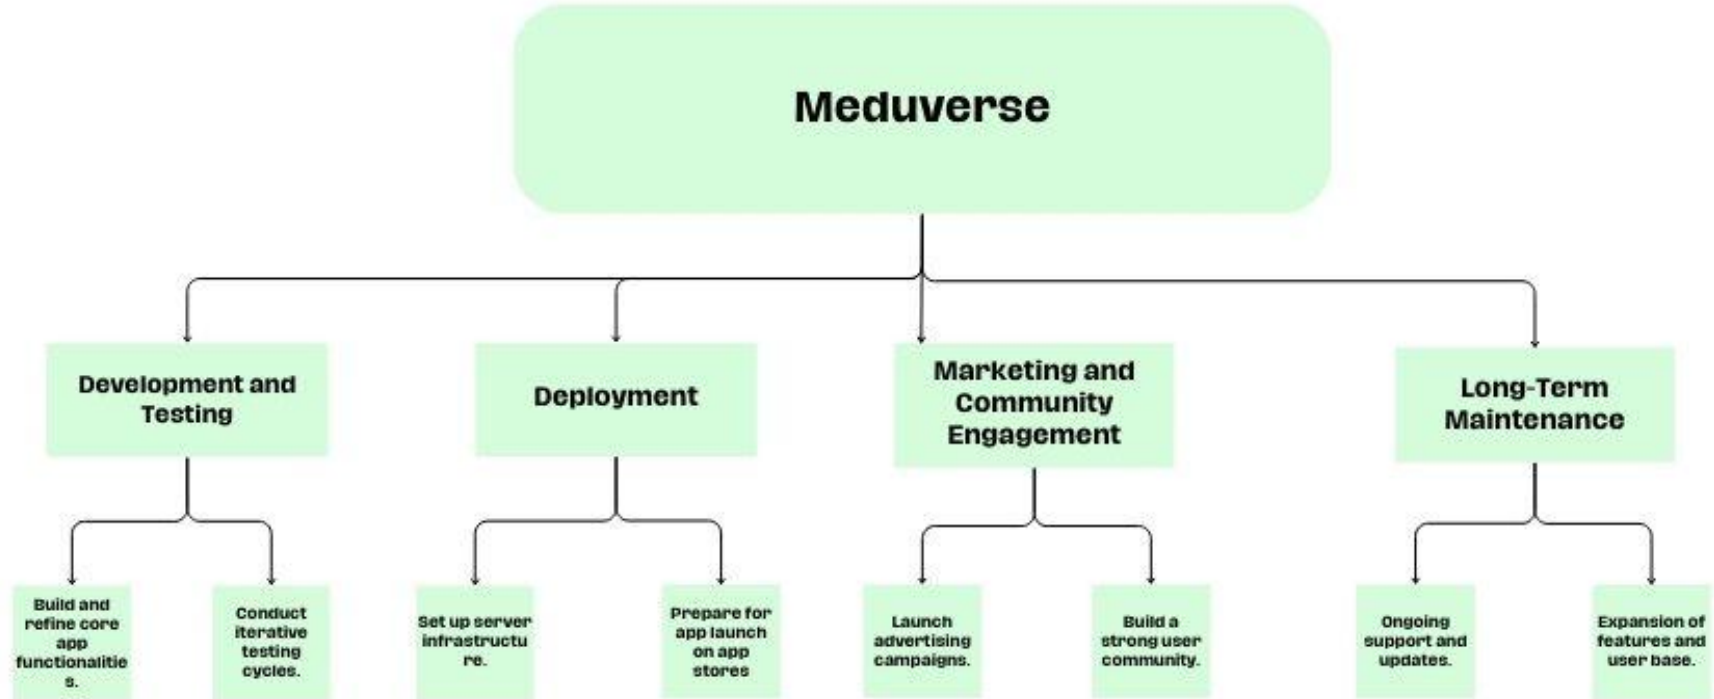 Meduverse
Development and
Testing
Deployment
Marketing and
Community
Engagement
Long-Term
Maintenance
Build and
refine core
app
functionalitie
s.
Conduct
iterative
testing
cycles.
Set up server
infrastructu
re.
Prepare for
app launch
on app
stores
Launch
advertising
campaigns.
Build a
strong user
community.
Ongoing
support and
updates.
Expansion of
features and
user base.